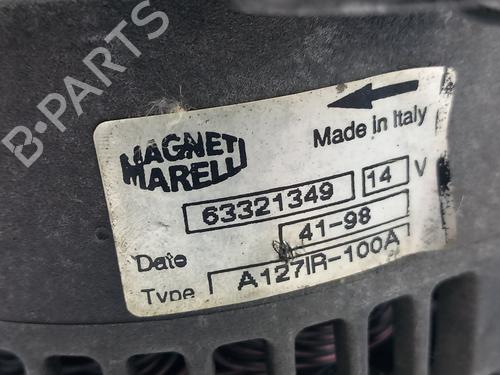 B-PARTS
MAGNETI
MARELLI
Made in Italy
63321349 14 V
Date 41-98
Type A127IR-100A